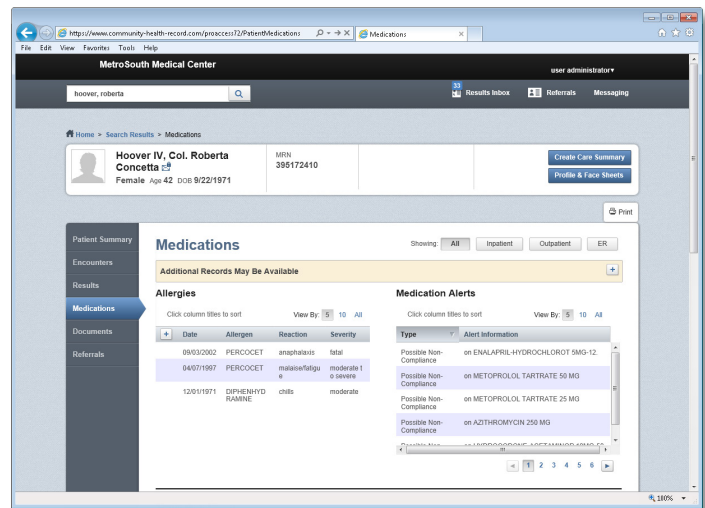 https://www.community-health-record.com/proaccess72/PatientMedications
Medications
File Edit View Favorites Tools Help
MetroSouth Medical Center
user administrator▾
hoover, roberta
33
Results Inbox
Referrals
Messaging
Home > Search Results > Medications
Hoover IV, Col. Roberta
Concetta
Female Age 42 DOB 9/22/1971
MRN
395172410
Create Care Summary
Profile & Face Sheets
Print
Patient Summary
Encounters
Results
Medications
Documents
Referrals
Medications
Showing: All Inpatient Outpatient ER
Additional Records May Be Available +
Allergies
Click column titles to sort View By: 5 10 All
+ Date Allergen Reaction Severity
09/03/2002 PERCOCET anaphalaxis fatal
04/07/1997 PERCOCET malaise/fatigu moderate t
e o severe
12/01/1971 DIPHENHYD chills moderate
RAMINE
Medication Alerts
Click column titles to sort View By: 5 10 All
Type Alert Information
Possible Non- on ENALAPRIL-HYDROCHLOROT 5MG-12.
Compliance
Possible Non- on METOPROLOL TARTRATE 50 MG
Compliance
Possible Non- on METOPROLOL TARTRATE 25 MG
Compliance
Possible Non- on AZITHROMYCIN 250 MG
Compliance
Possible Non-
1 2 3 4 5 6
100%